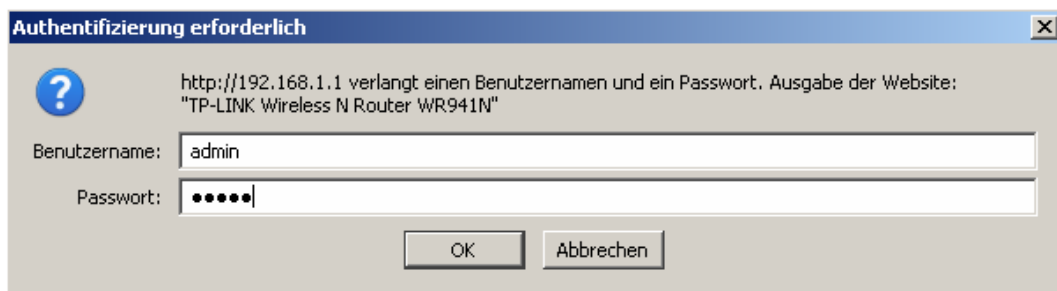 Authentifizierung erforderlich
http://192.168.1.1 verlangt einen Benutzernamen und ein Passwort. Ausgabe der Website:
"TP-LINK Wireless N Router WR941N"
Benutzername: admin
Passwort: •••••
OK Abbrechen